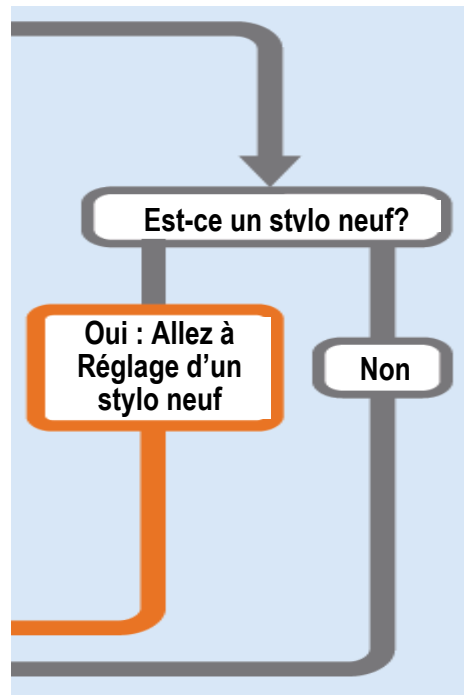 Est-ce un stylo neuf?
Oui : Allez à
Réglage d’un
stylo neuf
Non